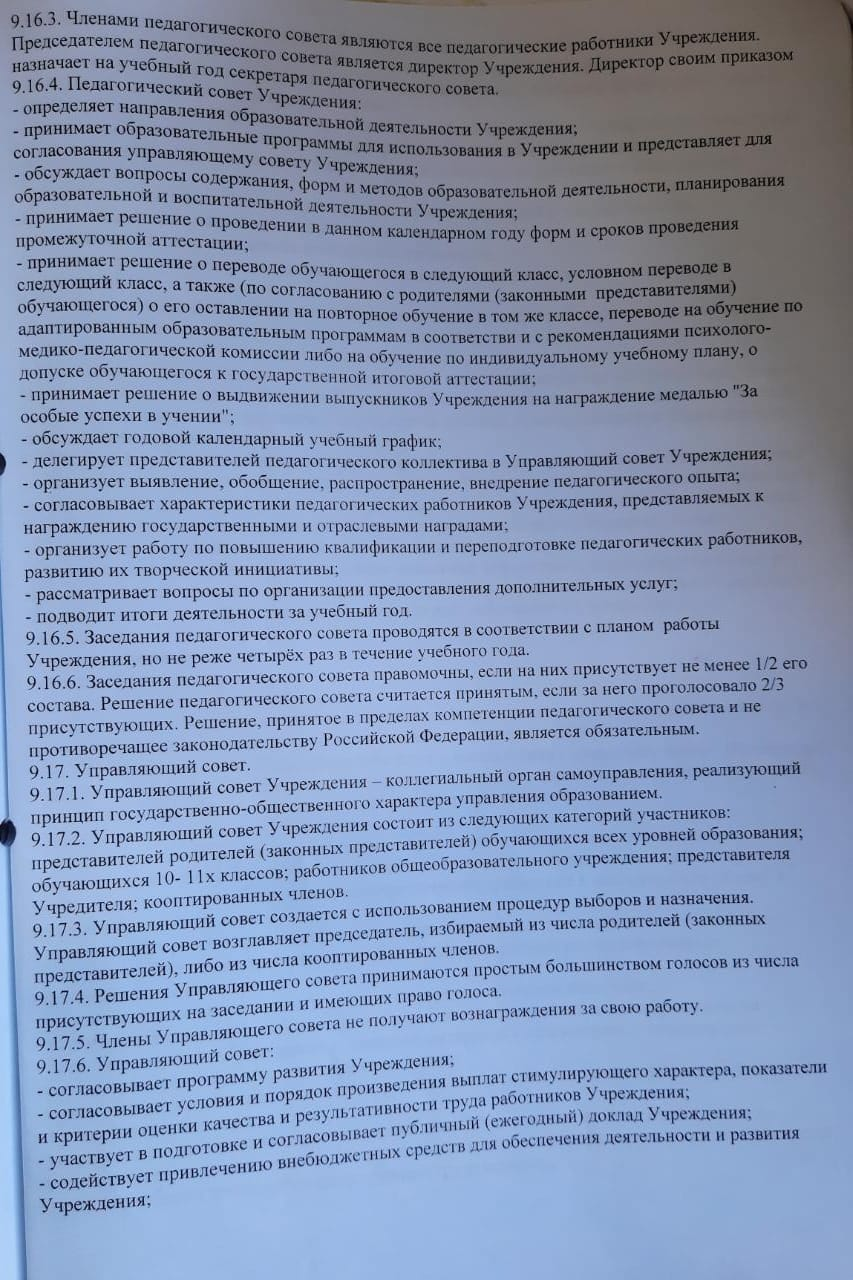 9.16.3. Членами педагогического совета являются все педагогические работники Учреждения.
Председателем педагогического совета является директор Учреждения. Директор своим приказом
назначает на учебный год секретаря педагогического совета.
9.16.4. Педагогический совет Учреждения:
- определяет направления образовательной деятельности Учреждения;
- принимает образовательные программы для использования в Учреждении и представляет для
согласования управляющему совету Учреждения;
- обсуждает вопросы содержания, форм и методов образовательной деятельности, планирования
образовательной и воспитательной деятельности Учреждения;
- принимает решение о проведении в данном календарном году форм и сроков проведения
промежуточной аттестации;
- принимает решение о переводе обучающегося в следующий класс, условном переводе в
следующий класс, а также (по согласованию с родителями (законными представителями)
обучающегося) о его оставлении на повторное обучение в том же классе, переводе на обучение по
адаптированным образовательным программам в соответстви и с рекомендациями психолого-
медико-педагогической комиссии либо на обучение по индивидуальному учебному плану, о
допуске обучающегося к государственной итоговой аттестации;
- принимает решение о выдвижении выпускников Учреждения на награждение медалью "За
особые успехи в учении";
- обсуждает годовой календарный учебный график;
- делегирует представителей педагогического коллектива в Управляющий совет Учреждения;
- организует выявление, обобщение, распространение, внедрение педагогического опыта;
- согласовывает характеристики педагогических работников Учреждения, представляемых к
награждению государственными и отраслевыми наградами;
- организует работу по повышению квалификации и переподготовке педагогических работников,
развитию их творческой инициативы;
- рассматривает вопросы по организации предоставления дополнительных услуг;
- подводит итоги деятельности за учебный год.
9.16.5. Заседания педагогического совета проводятся в соответствии с планом работы
Учреждения, но не реже четырёх раз в течение учебного года.
9.16.6. Заседания педагогического совета правомочны, если на них присутствует не менее 1/2 его
состава. Решение педагогического совета считается принятым, если за него проголосовало 2/3
присутствующих. Решение, принятое в пределах компетенции педагогического совета и не
противоречащее законодательству Российской Федерации, является обязательным.
9.17. Управляющий совет.
9.17.1. Управляющий совет Учреждения – коллегиальный орган самоуправления, реализующий
принцип государственно-общественного характера управления образованием.
9.17.2. Управляющий совет Учреждения состоит из следующих категорий участников:
представителей родителей (законных представителей) обучающихся всех уровней образования;
обучающихся 10- 11х классов; работников общеобразовательного учреждения; представителя
Учредителя; кооптированных членов.
9.17.3. Управляющий совет создается с использованием процедур выборов и назначения.
Управляющий совет возглавляет председатель, избираемый из числа родителей (законных
представителей), либо из числа кооптированных членов.
9.17.4. Решения Управляющего совета принимаются простым большинством голосов из числа
присутствующих на заседании и имеющих право голоса.
9.17.5. Члены Управляющего совета не получают вознаграждения за свою работу.
9.17.6. Управляющий совет:
- согласовывает программу развития Учреждения;
- согласовывает условия и порядок произведения выплат стимулирующего характера, показатели
и критерии оценки качества и результативности труда работников Учреждения;
- участвует в подготовке и согласовывает публичный (ежегодный) доклад Учреждения;
- содействует привлечению внебюджетных средств для обеспечения деятельности и развития
Учреждения;